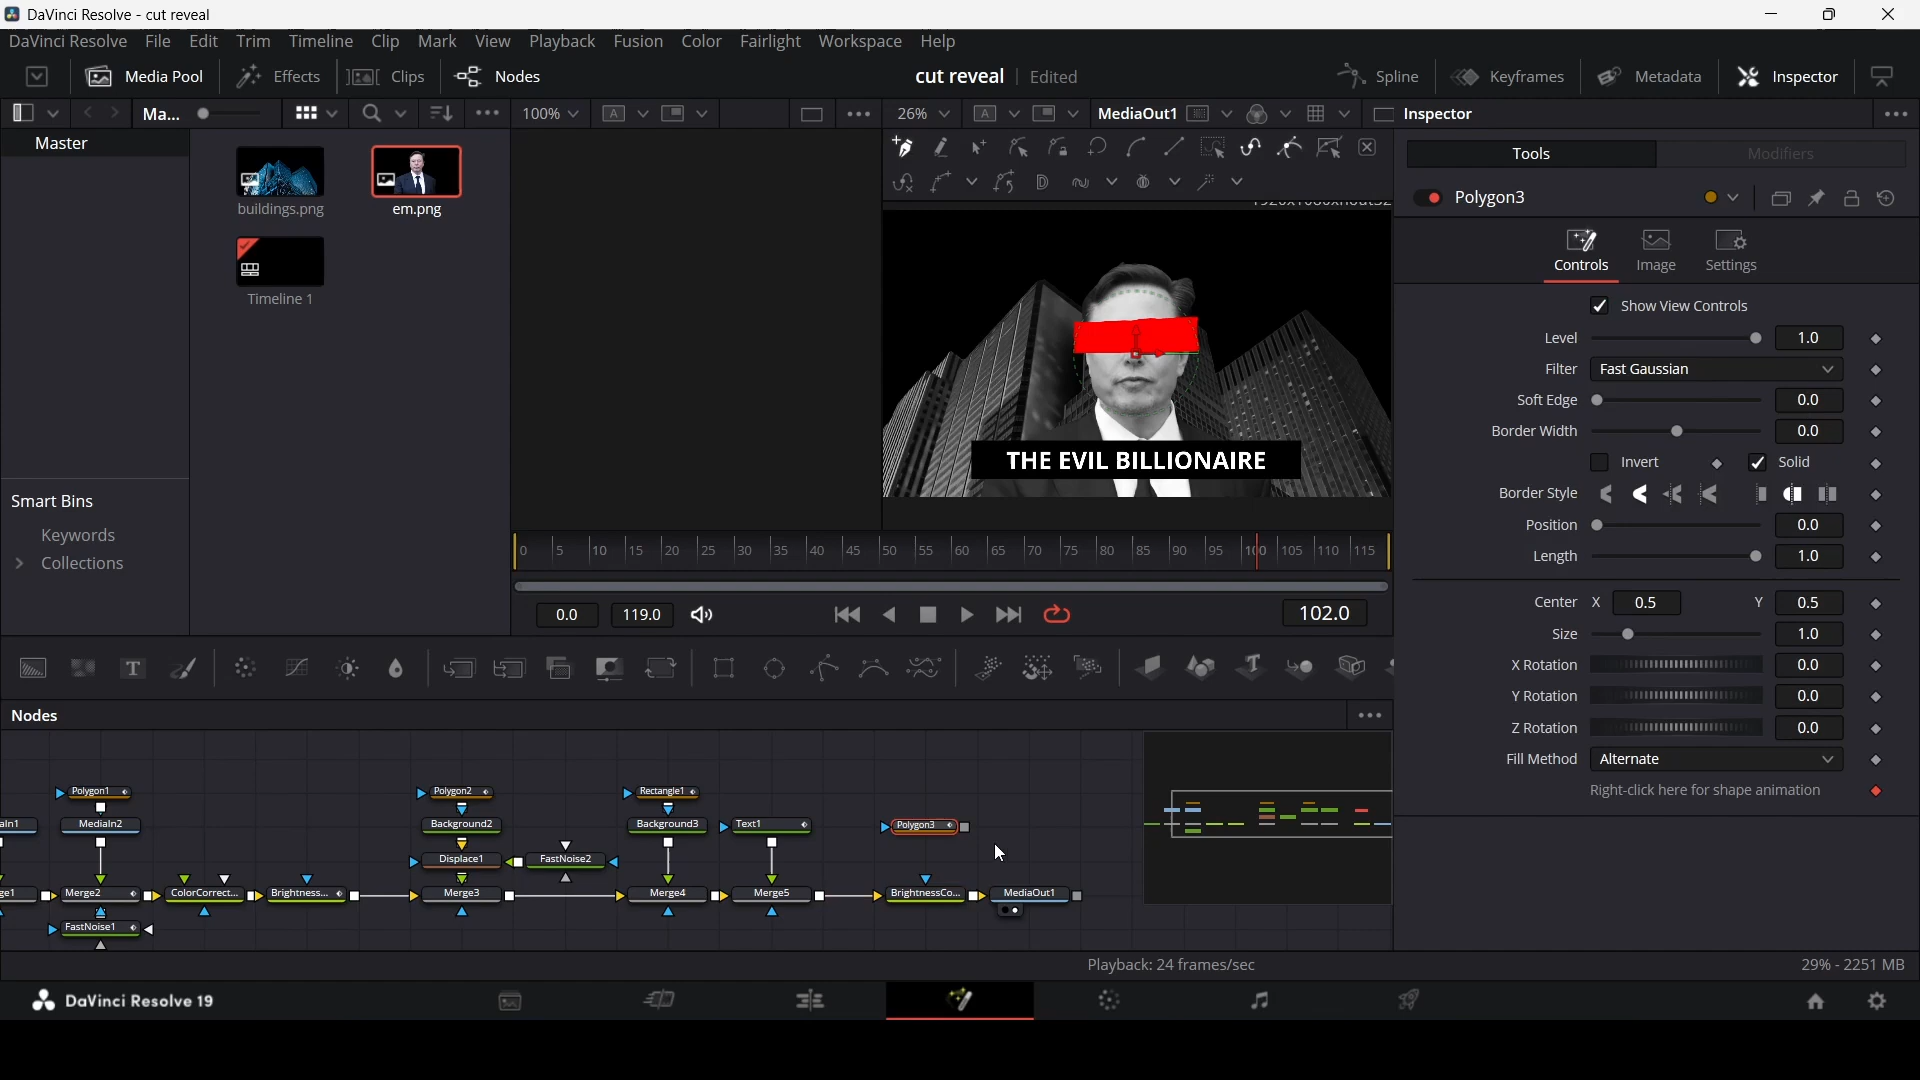 DaVinci Resolve - cut reveal
DaVinci Resolve File Edit Trim Timeline Clip Mark View Playback Fusion Color Fairlight Workspace Help
Media Pool Effects Clips Nodes cut reveal Edited Spline Keyframes Metadata Inspector
Ma... 100% 26% MediaOut1 Inspector
Master
buildings.png em.png
Timeline 1
Tools Modifiers
Polygon3
Controls Image Settings
Show View Controls
Level 1.0
Filter Fast Gaussian
Soft Edge 0.0
Border Width 0.0
Invert Solid
Border Style
Position 0.0
Length 1.0
Center X 0.5 Y 0.5
Size 1.0
X Rotation 0.0
Y Rotation 0.0
Z Rotation 0.0
Fill Method Alternate
Right-click here for shape animation
THE EVIL BILLIONAIRE
Smart Bins
Keywords
Collections
0 5 10 15 20 25 30 35 40 45 50 55 60 65 70 75 80 85 90 95 100 105 110 115
0.0 119.0 102.0
Nodes
Polygon1 Polygon2 Rectangle1
aIn1 MediaIn2 Background2 Background3 Text1 Polygon3
Displace1 FastNoise2
ge1 Merge2 ColorCorrect... Brightness... Merge3 Merge4 Merge5 BrightnessCo... MediaOut1
FastNoise1
Playback: 24 frames/sec 29% - 2251 MB
DaVinci Resolve 19